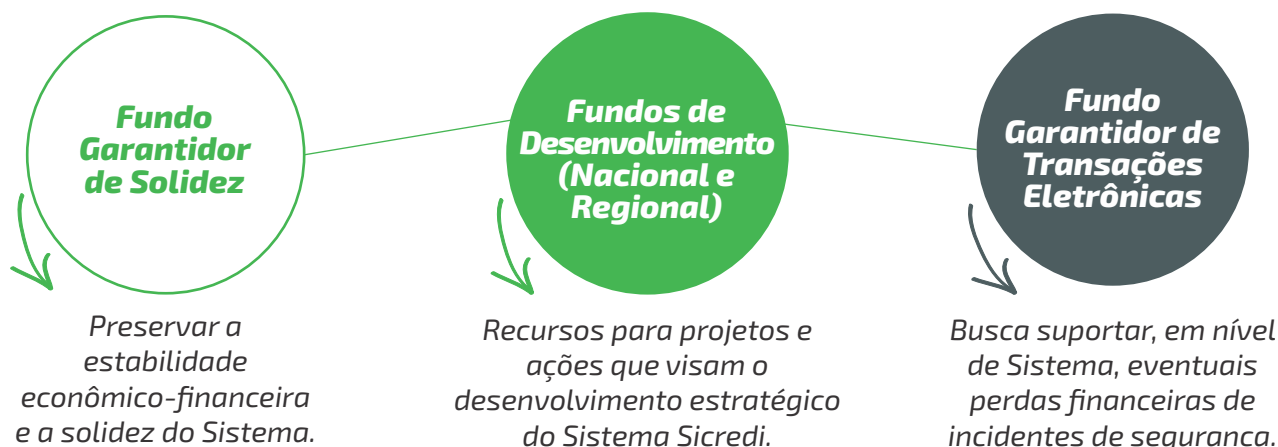 Fundo
Garantidor
de Solidez
Fundos de
Desenvolvimento
(Nacional e
Regional)
Fundo
Garantidor de
Transações
Eletrônicas
Preservar a
estabilidade
econômico-financeira
e a solidez do Sistema.
Recursos para projetos e
ações que visam o
desenvolvimento estratégico
do Sistema Sicredi.
Busca suportar, em nível
de Sistema, eventuais
perdas financeiras de
incidentes de segurança.